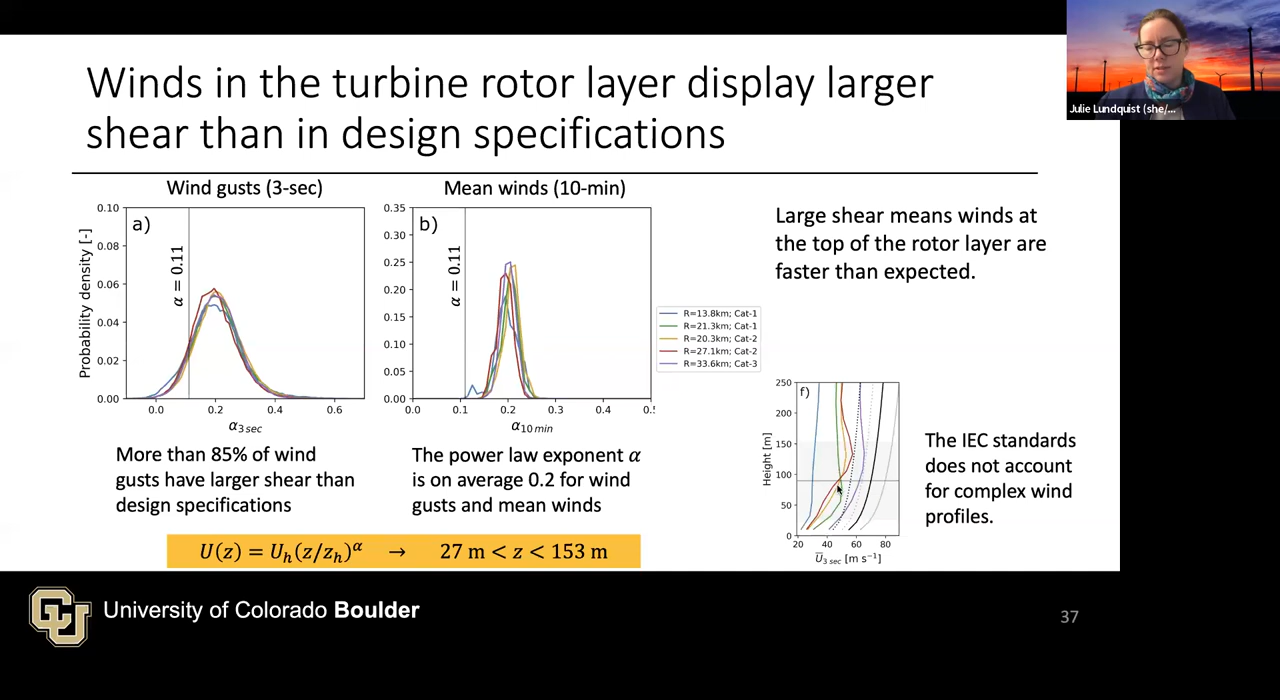 Winds in the turbine rotor layer display larger
shear than in design specifications
Julie Lundquist (she/...
Wind gusts (3-sec)
Mean winds (10-min)
Probability density [-]
0.10
0.08
0.06
0.04
0.02
0.00
a)
α = 0.11
0.0 0.2 0.4 0.6
α3 sec
0.35
0.30
0.25
0.20
0.15
0.10
0.05
0.00
b)
α = 0.11
0.0 0.1 0.2 0.3 0.4
α10 min
R=13.8km; Cat-1
R=21.3km; Cat-1
R=20.3km; Cat-2
R=27.1km; Cat-2
R=33.6km; Cat-3
Large shear means winds at
the top of the rotor layer are
faster than expected.
More than 85% of wind
gusts have larger shear than
design specifications
The power law exponent α
is on average 0.2 for wind
gusts and mean winds
U(z) = Uh(z/zh)^α → 27 m < z < 153 m
Height [m]
250
200
150
100
50
0
f)
20 40 60 80
U̅3 sec [m s⁻¹]
The IEC standards
does not account
for complex wind
profiles.
University of Colorado Boulder
37